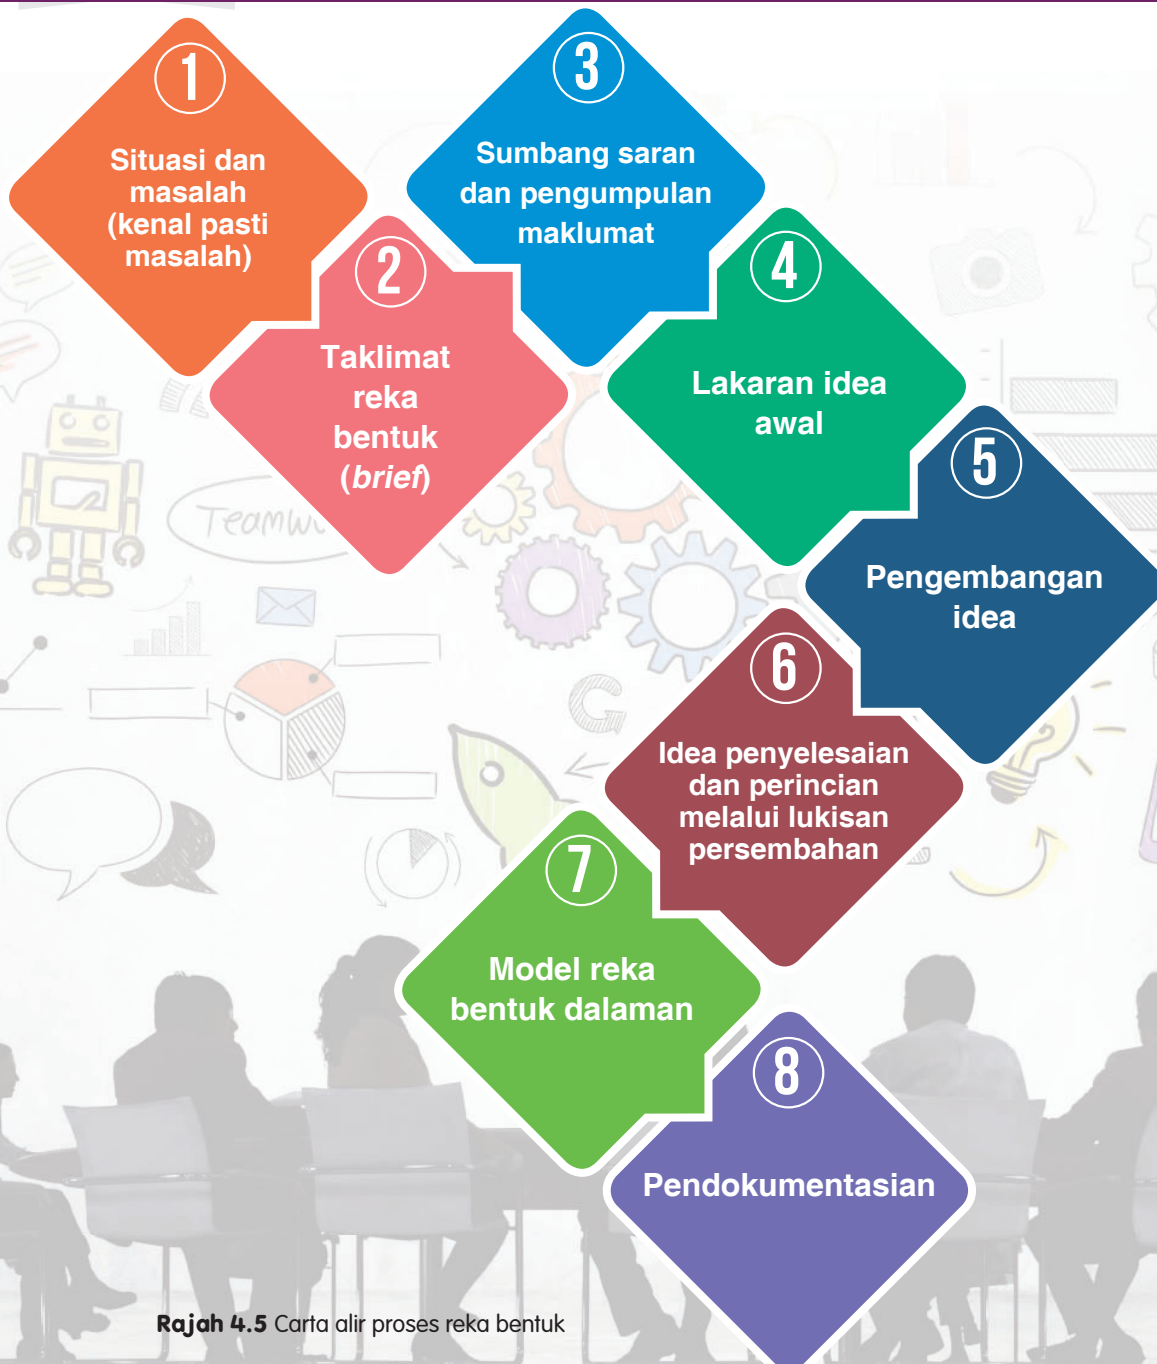 1
Situasi dan
masalah
(kenal pasti
masalah)
2
Taklimat
reka
bentuk
(brief)
3
Sumbang saran
dan pengumpulan
maklumat
4
Lakaran idea
awal
5
Pengembangan
idea
6
Idea penyelesaian
dan perincian
melalui lukisan
persembahan
7
Model reka
bentuk dalaman
8
Pendokumentasian
Rajah 4.5 Carta alir proses reka bentuk